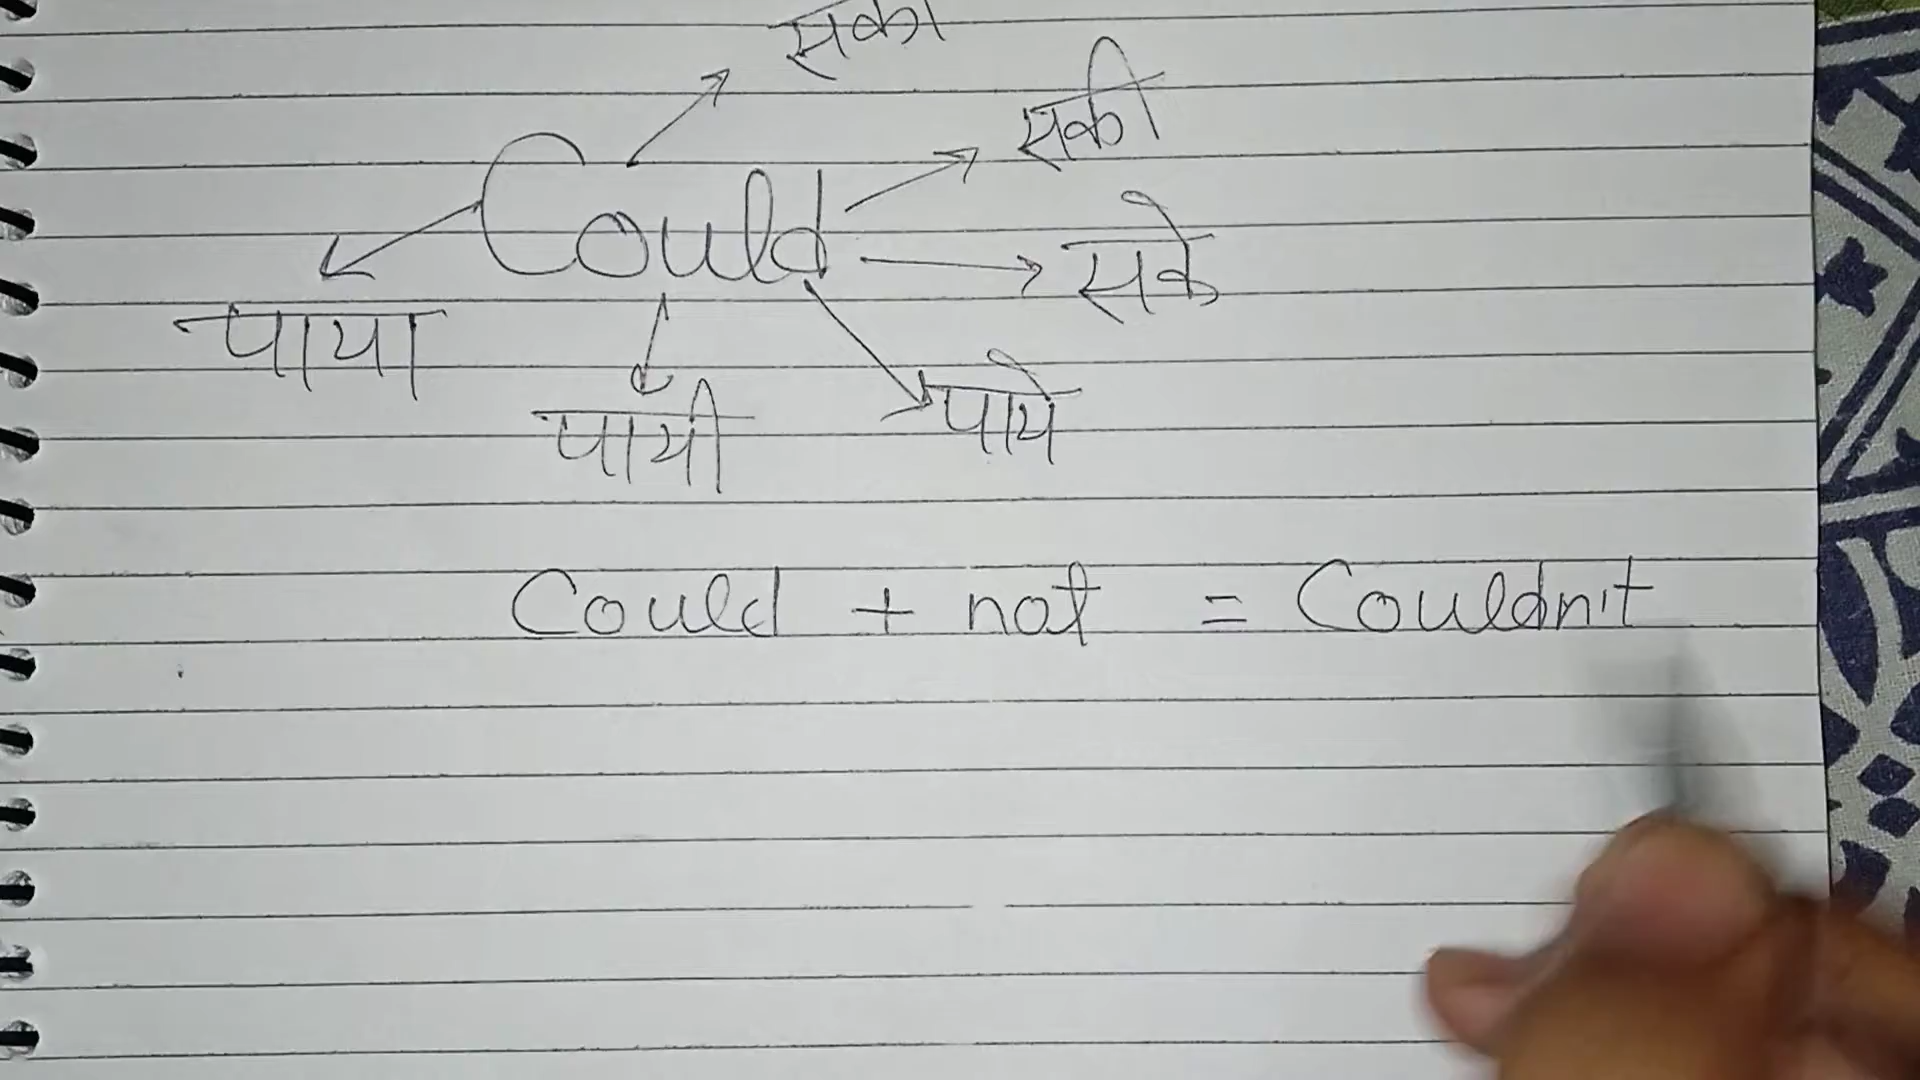 सका
सकी
Could
सके
पाया
पायी
पाये
Could + not = Couldn't